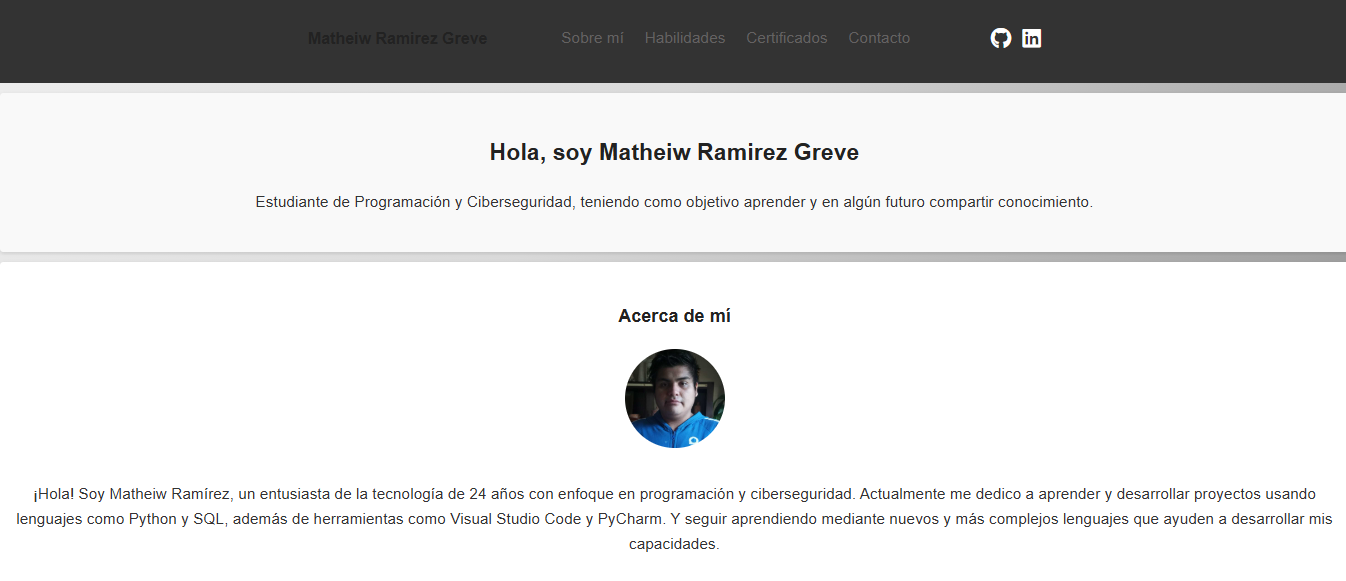 Matheiw Ramirez Greve Sobre mí Habilidades Certificados Contacto
Hola, soy Matheiw Ramirez Greve
Estudiante de Programación y Ciberseguridad, teniendo como objetivo aprender y en algún futuro compartir conocimiento.
Acerca de mí
¡Hola! Soy Matheiw Ramírez, un entusiasta de la tecnología de 24 años con enfoque en programación y ciberseguridad. Actualmente me dedico a aprender y desarrollar proyectos usando
lenguajes como Python y SQL, además de herramientas como Visual Studio Code y PyCharm. Y seguir aprendiendo mediante nuevos y más complejos lenguajes que ayuden a desarrollar mis
capacidades.